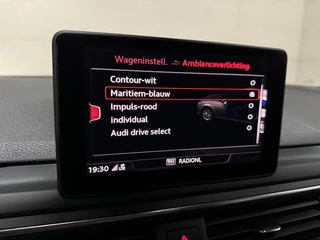 Wageninstell. Ambianceverlichting
Contour-wit
Maritiem-blauw
Impuls-rood
individual
Audi drive select
19:30 RADIONL